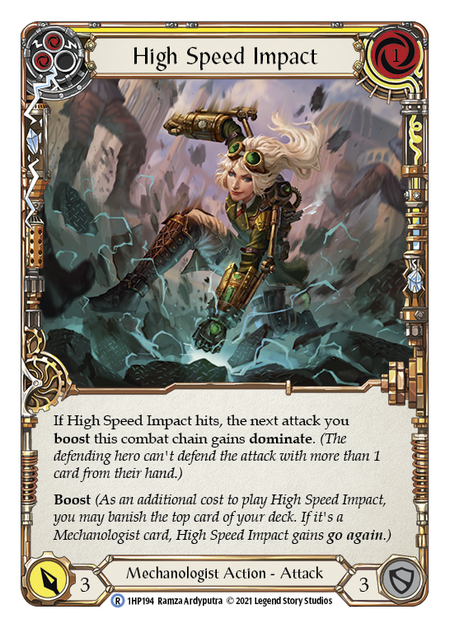 High Speed Impact
1
If High Speed Impact hits, the next attack you
boost this combat chain gains dominate. (The
defending hero can't defend the attack with more than 1
card from their hand.)
Boost (As an additional cost to play High Speed Impact,
you may banish the top card of your deck. If it's a
Mechanologist card, High Speed Impact gains go again.)
3
Mechanologist Action - Attack
3
R 1HP194 Ramza Ardyputra © 2021 Legend Story Studios